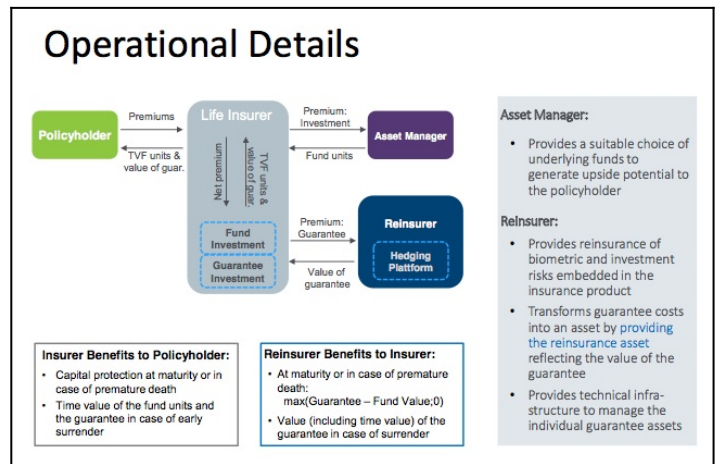 Operational Details
Policyholder
Premiums
TVF units &
value of guar.
Life Insurer
Net premium
TVF units &
value of guar.
Fund
Investment
Guarantee
Investment
Premium:
Investment
Fund units
Asset Manager
Premium:
Guarantee
Value of
guarantee
Reinsurer
Hedging
Plattform
Insurer Benefits to Policyholder:
• Capital protection at maturity or in
case of premature death
• Time value of the fund units and
the guarantee in case of early
surrender
Reinsurer Benefits to Insurer:
• At maturity or in case of premature
death:
max(Guarantee – Fund Value;0)
• Value (including time value) of the
guarantee in case of surrender
Asset Manager:
• Provides a suitable choice of
underlying funds to
generate upside potential to
the policyholder
Reinsurer:
• Provides reinsurance of
biometric and investment
risks embedded in the
insurance product
• Transforms guarantee costs
into an asset by providing
the reinsurance asset
reflecting the value of the
guarantee
• Provides technical infra-
structure to manage the
individual guarantee assets